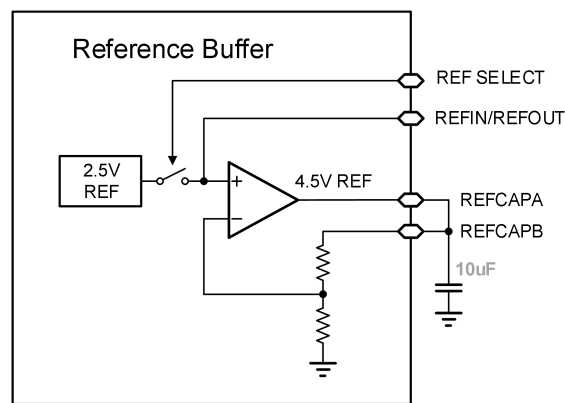 Reference Buffer
REF SELECT
REFIN/REFOUT
2.5V
REF
+
4.5V REF
−
REFCAPA
REFCAPB
10uF